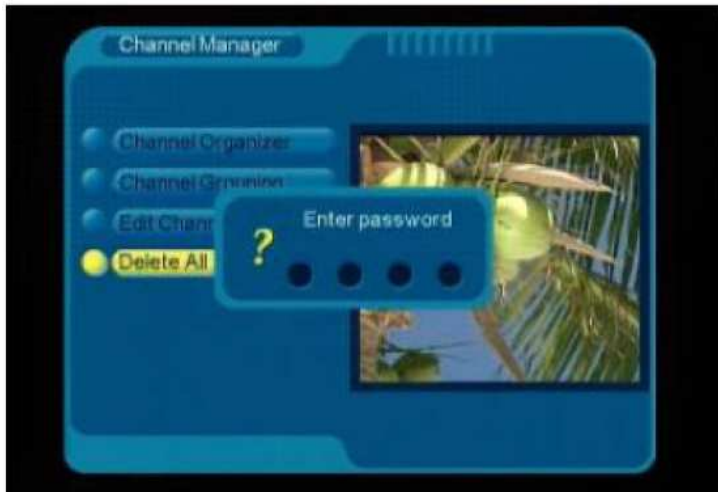 Channel Manager
Channel Organizer
Channel Grouping
Edit
Delete All
Enter password
?